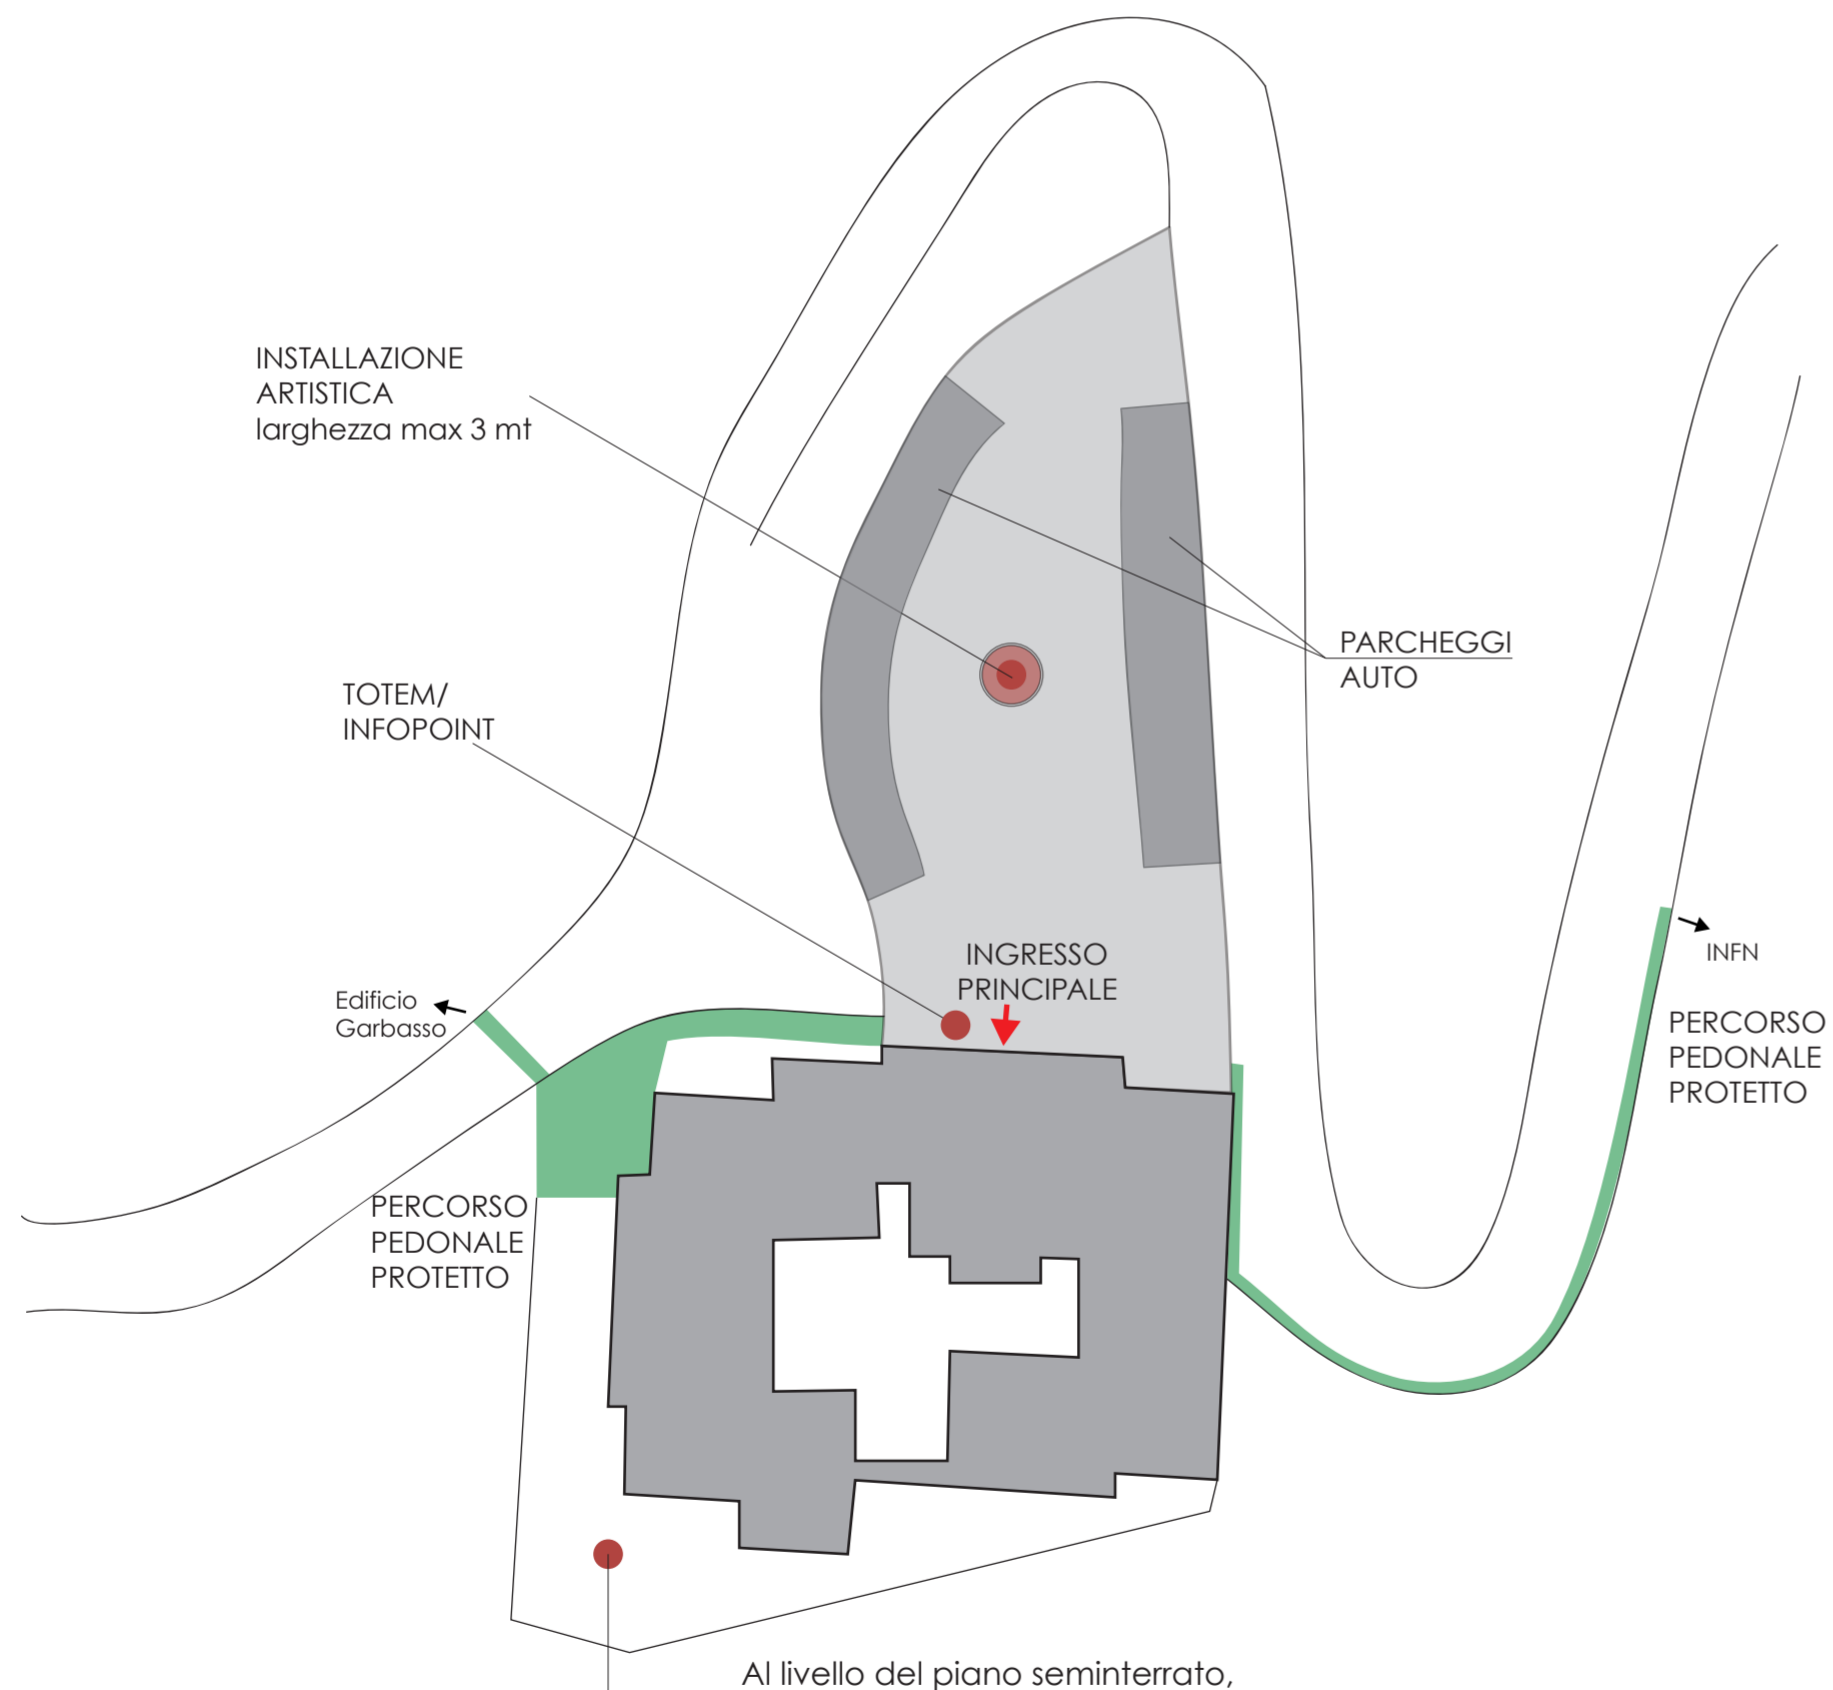 INSTALLAZIONE
ARTISTICA
larghezza max 3 mt
PARCHEGGI
AUTO
TOTEM/
INFOPOINT
INGRESSO
PRINCIPALE
INFN
Edificio
Garbasso
PERCORSO
PEDONALE
PROTETTO
PERCORSO
PEDONALE
PROTETTO
Al livello del piano seminterrato,